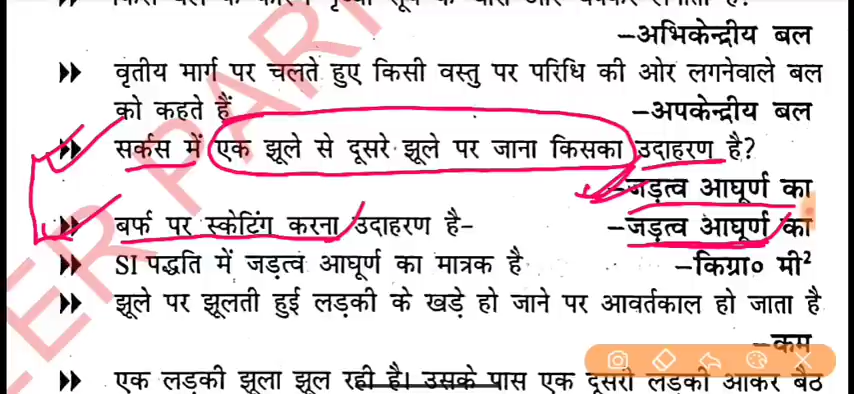 –अभिकेन्द्रीय बल
वृतीय मार्ग पर चलते हुए किसी वस्तु पर परिधि की ओर लगनेवाले बल
को कहते हैं –अपकेन्द्रीय बल
सर्कस में एक झूले से दूसरे झूले पर जाना किसका उदाहरण है?
–जड़त्व आघूर्ण का
बर्फ पर स्केटिंग करना उदाहरण है- –जड़त्व आघूर्ण का
SI पद्धति में जड़त्व आघूर्ण का मात्रक है –किग्रा० मी²
झूले पर झूलती हुई लड़की के खड़े हो जाने पर आवर्तकाल हो जाता है
–कम
एक लड़की झूला झूल रही है। उसके पास एक दूसरी लड़की आकर बैठ